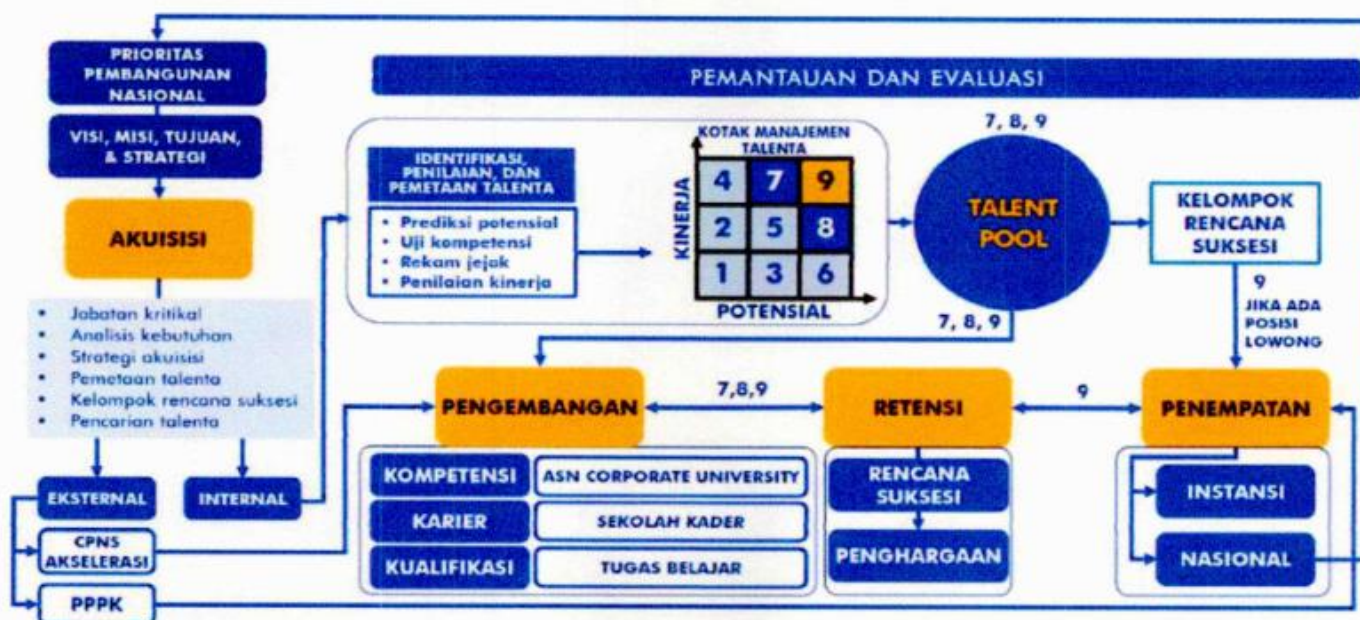 PRIORITAS
PEMBANGUNAN
NASIONAL
VISI, MISI, TUJUAN,
& STRATEGI
AKUISISI
• Jabatan kritikal
• Analisis kebutuhan
• Strategi akuisisi
• Pemetaan talenta
• Kelompok rencana suksesi
• Pencarian talenta
EKSTERNAL
INTERNAL
CPNS
AKSELERASI
PPPK
PEMANTAUAN DAN EVALUASI
IDENTIFIKASI,
PENILAIAN, DAN
PEMETAAN TALENTA
• Prediksi potensial
• Uji kompetensi
• Rekam jejak
• Penilaian kinerja
KOTAK MANAJEMEN
TALENTA
KINERJA
4 7 9
2 5 8
1 3 6
POTENSIAL
7, 8, 9
TALENT
POOL
7, 8, 9
KELOMPOK
RENCANA
SUKSESI
9
JIKA ADA
POSISI
LOWONG
PENGEMBANGAN
7,8,9
RETENSI
9
PENEMPATAN
KOMPETENSI
ASN CORPORATE UNIVERSITY
KARIER
SEKOLAH KADER
KUALIFIKASI
TUGAS BELAJAR
RENCANA
SUKSESI
PENGHARGAAN
INSTANSI
NASIONAL